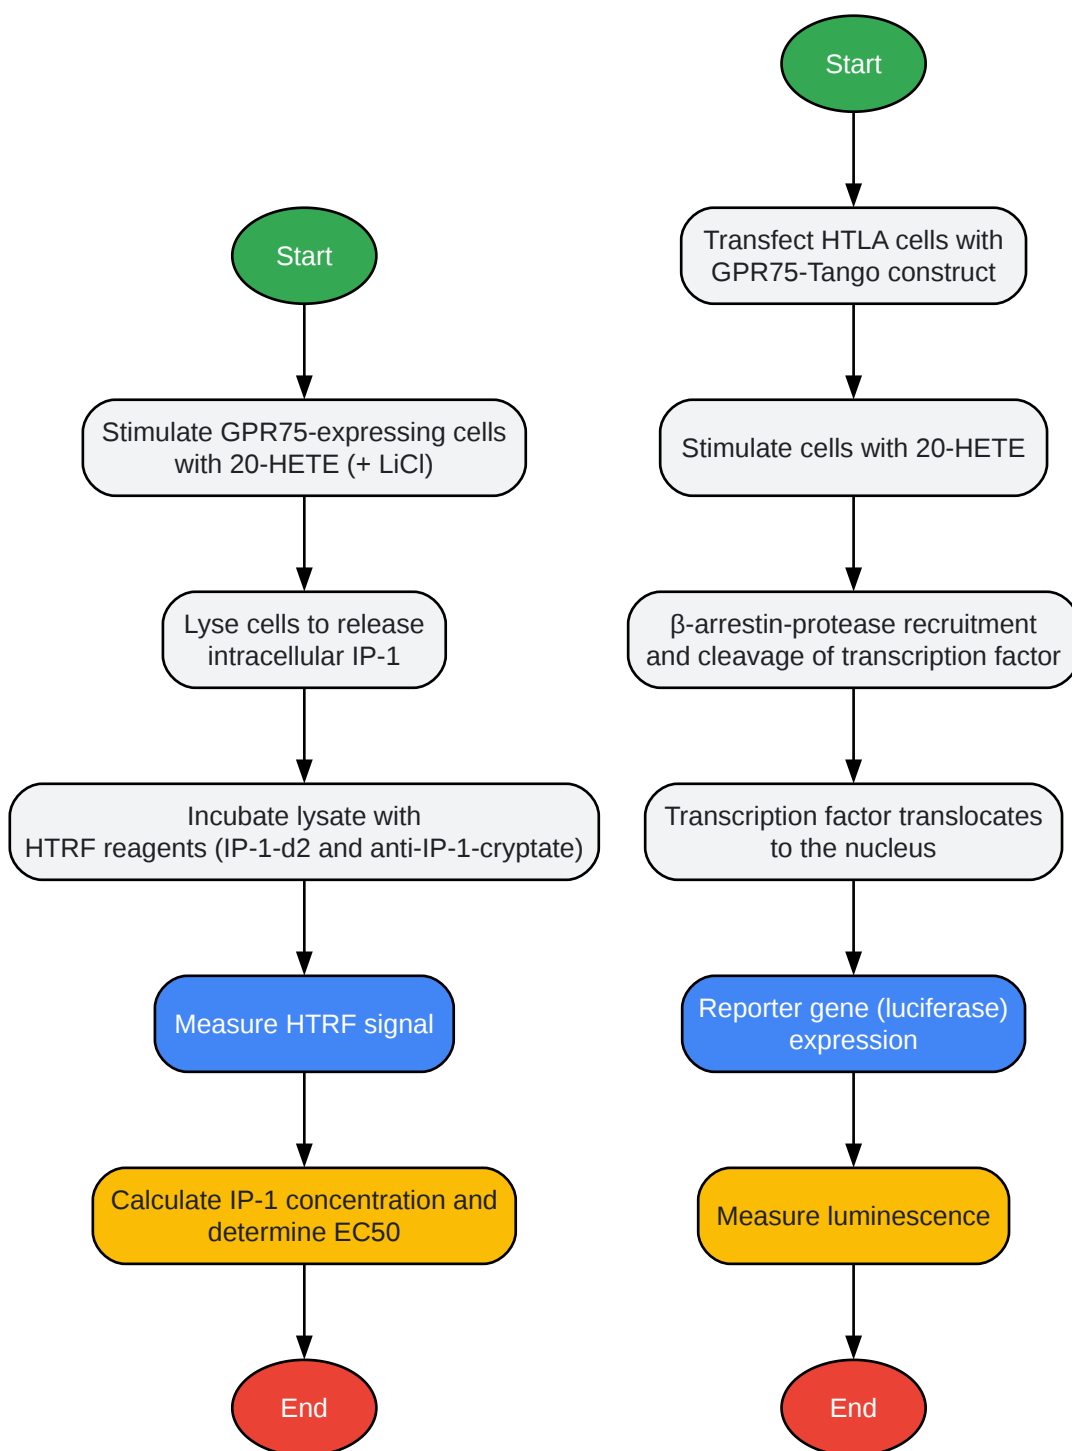 Start
Stimulate GPR75-expressing cells
with 20-HETE (+ LiCl)
Lyse cells to release
intracellular IP-1
Incubate lysate with
HTRF reagents (IP-1-d2 and anti-IP-1-cryptate)
Measure HTRF signal
Calculate IP-1 concentration and
determine EC50
End
Start
Transfect HTLA cells with
GPR75-Tango construct
Stimulate cells with 20-HETE
β-arrestin-protease recruitment
and cleavage of transcription factor
Transcription factor translocates
to the nucleus
Reporter gene (luciferase)
expression
Measure luminescence
End